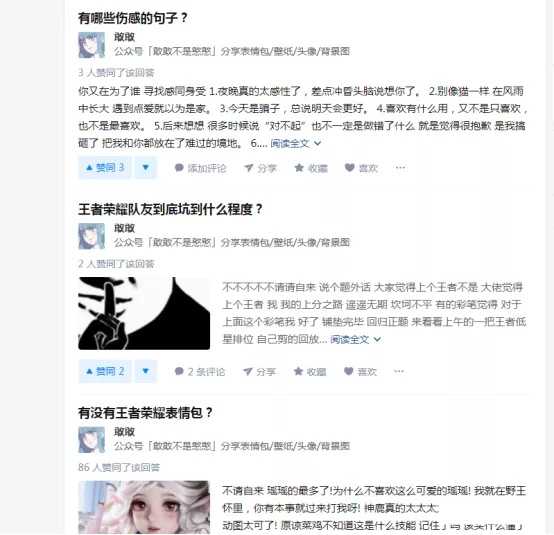 有哪些伤感的句子？
敢敢
公众号「敢敢不是憨憨」分享表情包/壁纸/头像/背景图
3 人赞同了该回答
你又在为了谁 寻找感同身受 1.夜晚真的太感性了，差点冲昏头脑说想你了。 2.别像猫一样 在风雨
中长大 遇到点爱就以为是家。 3.今天是骗子，总说明天会更好。 4.喜欢有什么用，又不是只喜欢，
也不是最喜欢。 5.后来想想 很多时候说“对不起”也不一定是做错了什么 就是觉得很抱歉 是我搞
砸了 把我和你都放在了难过的境地。 6.... 阅读全文
赞同 3 添加评论 分享 收藏 喜欢 ···
王者荣耀队友到底坑到什么程度？
敢敢
公众号「敢敢不是憨憨」分享表情包/壁纸/头像/背景图
2 人赞同了该回答
不不不不不请请自来 说个题外话 大家觉得上个王者不是 大佬觉得
上个王者 我 我的上分之路 遥遥无期 坎坷不平 有的彩笔觉得 对于
上面这个彩笔我 好了 铺垫完毕 回归正题 来看看上午的一把王者低
星排位 自己剪的回放... 阅读全文
赞同 2 2 条评论 分享 收藏 喜欢 ···
有没有王者荣耀表情包？
敢敢
公众号「敢敢不是憨憨」分享表情包/壁纸/头像/背景图
86 人赞同了该回答
不请自来 瑶瑶的最多了!为什么不喜欢这么可爱的瑶瑶! 我就在野王
怀里，你有本事就过来打我呀! 神鹿真的太太太;
动图太可了! 原谅菜鸡不知道这是什么技能 记住了吗